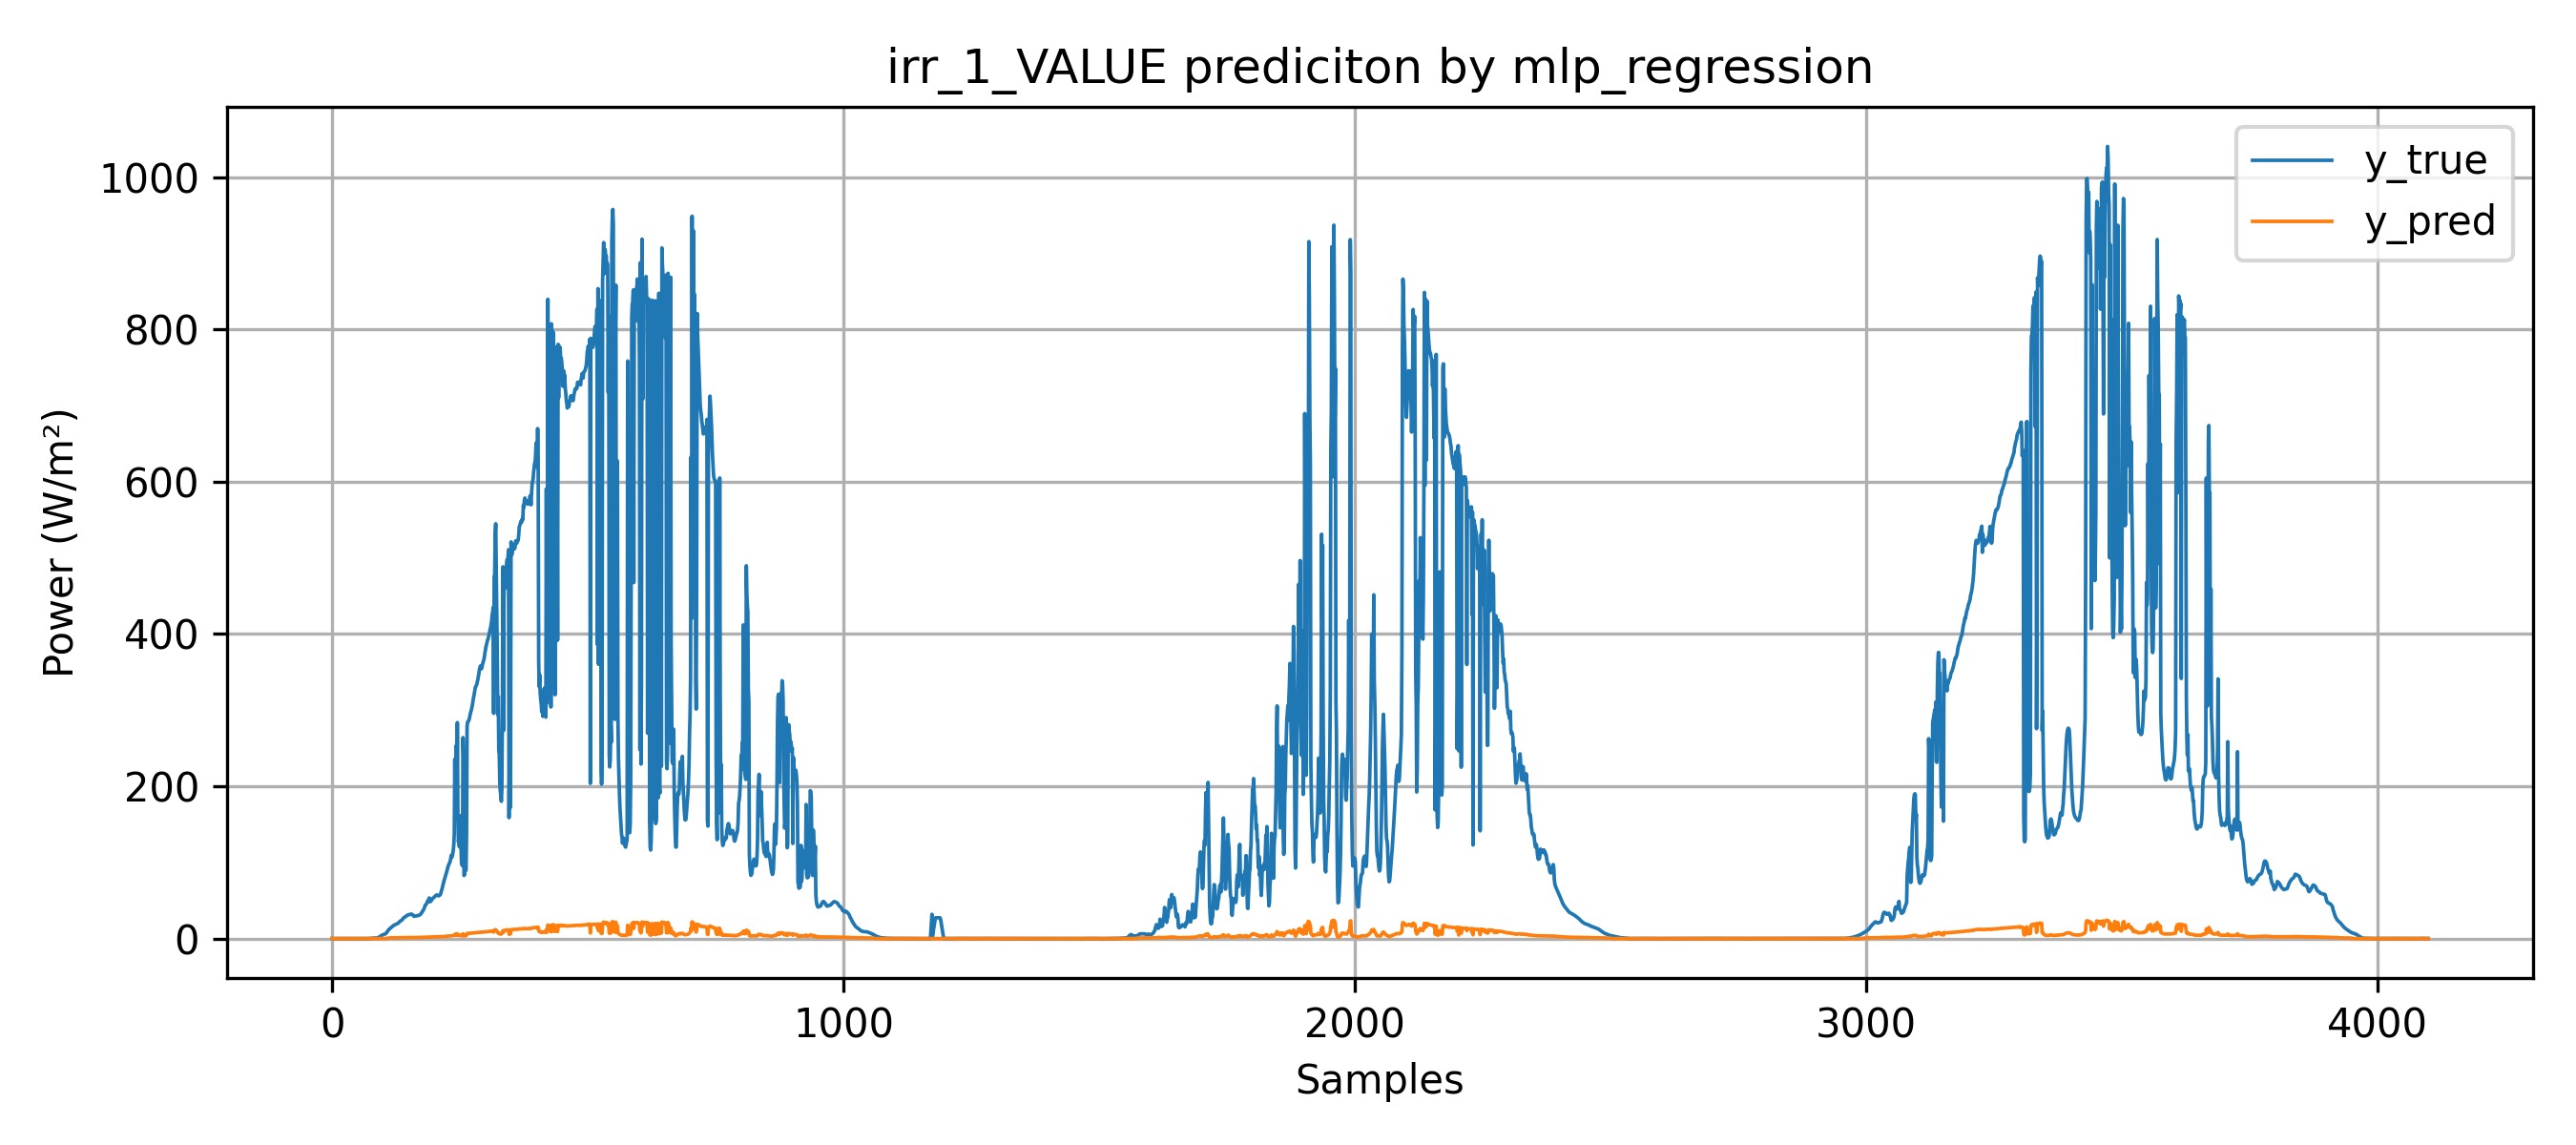 irr_1_VALUE prediciton by mlp_regression
y_true
y_pred
Power (W/m²)
1000
800
600
400
200
0
0 1000 2000 3000 4000
Samples